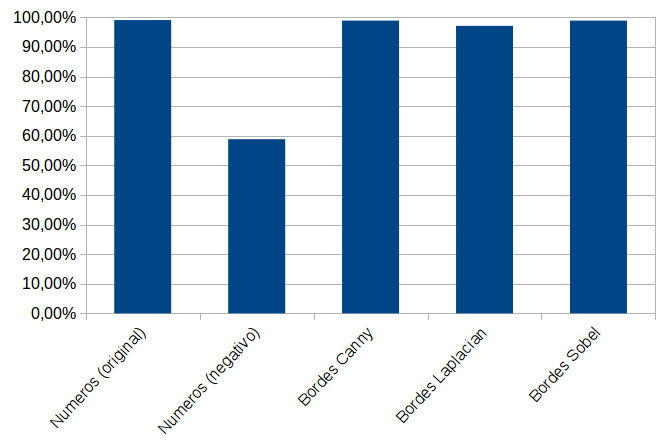 100,00%
90,00%
80,00%
70,00%
60,00%
50,00%
40,00%
30,00%
20,00%
10,00%
0,00%
Numeros (original)
Numeros (negativo)
Bordes Canny
Bordes Laplacian
Bordes Sobel